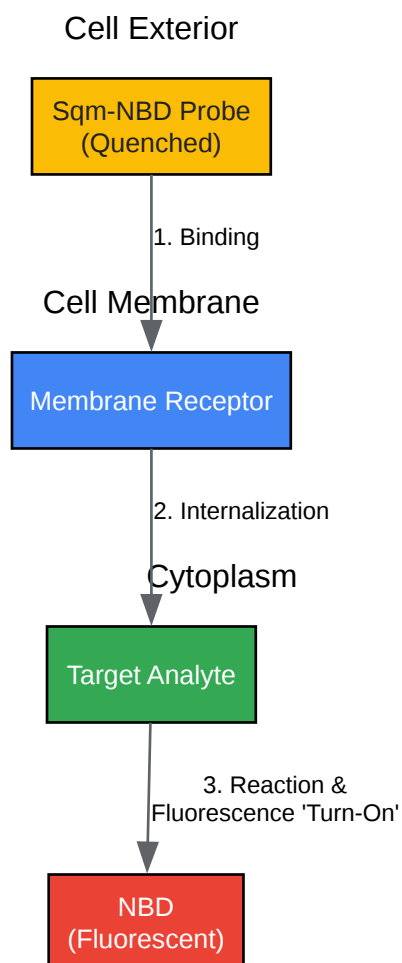 Cell Exterior
Sqm-NBD Probe
(Quenched)
1. Binding
Cell Membrane
Membrane Receptor
2. Internalization
Cytoplasm
Target Analyte
3. Reaction &
Fluorescence 'Turn-On'
NBD
(Fluorescent)